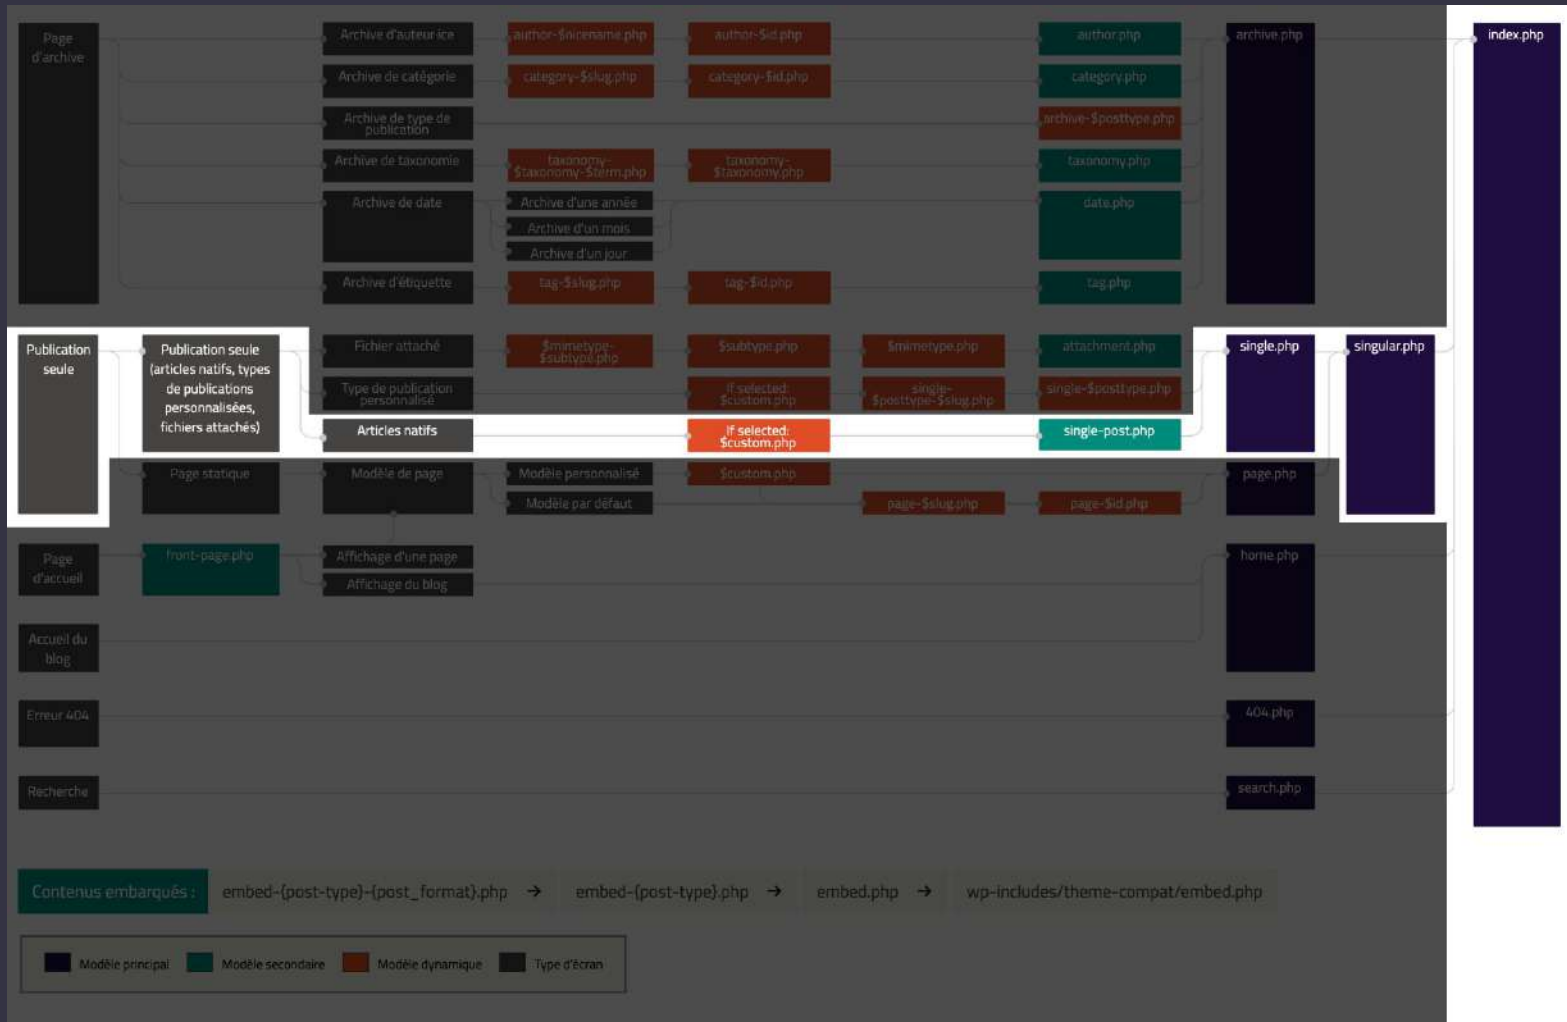 Page
d'archive
Archive d'auteur·ice
author-$nicename.php
author-$id.php
author.php
archive.php
index.php
Archive de catégorie
category-$slug.php
category-$id.php
category.php
Archive de type de
publication
archive-$posttype.php
Archive de taxonomie
taxonomy-
$taxonomy-$term.php
taxonomy-
$taxonomy.php
taxonomy.php
Archive de date
Archive d'une année
Archive d'un mois
Archive d'un jour
date.php
Archive d'étiquette
tag-$slug.php
tag-$id.php
tag.php
Publication
seule
Publication seule
(articles natifs, types
de publications
personnalisées,
fichiers attachés)
Fichier attaché
$mimetype-
$subtype.php
$subtype.php
$mimetype.php
attachment.php
single.php
singular.php
Type de publication
personnalisé
If selected:
$custom.php
single-
$posttype-$slug.php
single-$posttype.php
Articles natifs
If selected:
$custom.php
single-post.php
Page statique
Modèle de page
Modèle personnalisé
$custom.php
page.php
Modèle par défaut
page-$slug.php
page-$id.php
Page
d'accueil
front-page.php
Affichage d'une page
Affichage du blog
home.php
Accueil du
blog
Erreur 404
404.php
Recherche
search.php
Contenus embarqués :
embed-{post-type}-{post_format}.php →
embed-{post-type}.php →
embed.php →
wp-includes/theme-compat/embed.php
Modèle principal
Modèle secondaire
Modèle dynamique
Type d'écran